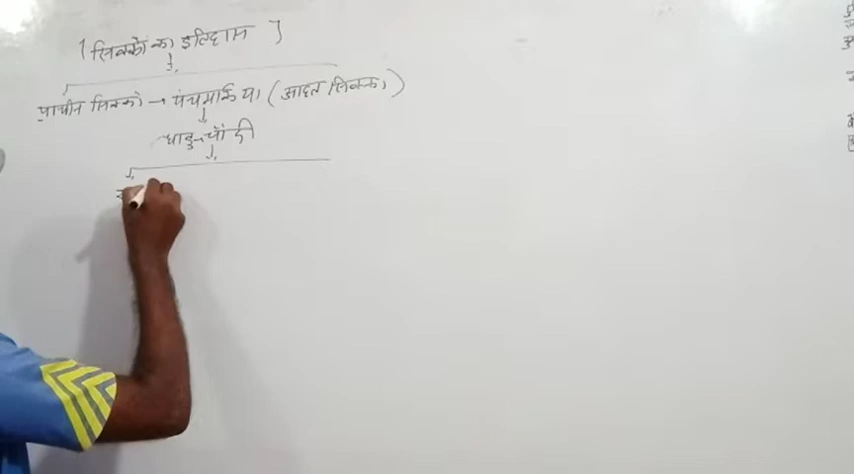 [ सिक्कों का इतिहास ]
प्राचीन सिक्को → पंचमार्क या ( आहत सिक्का )
धातु → चाँदी